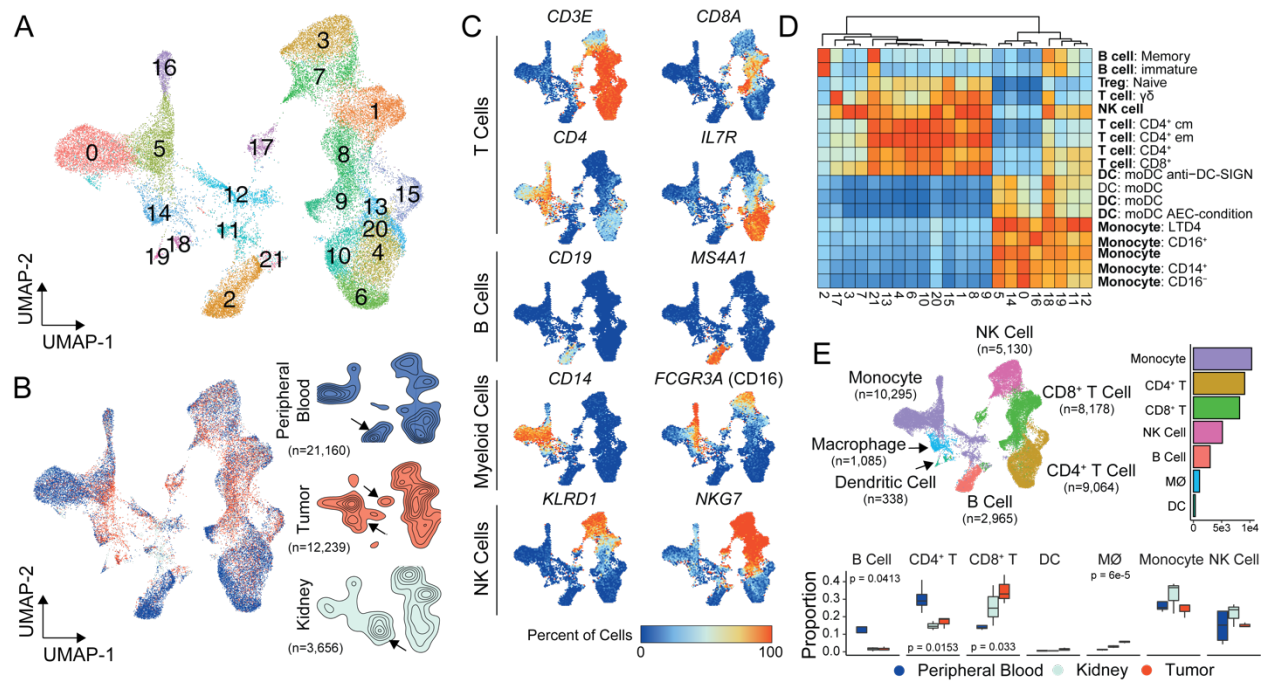 A
3
7
16
1
0
5
17
8
12
15
9
13
14
20
11
18
10
4
19
21
2
6
UMAP-2
UMAP-1
B
Peripheral
Blood
(n=21,160)
Tumor
(n=12,239)
Kidney
(n=3,656)
UMAP-2
UMAP-1
C
T Cells
CD3E
CD8A
CD4
IL7R
B Cells
CD19
MS4A1
Myeloid Cells
CD14
FCGR3A (CD16)
NK Cells
KLRD1
NKG7
Percent of Cells
0
100
D
B cell: Memory
B cell: immature
Treg: Naive
T cell: γδ
NK cell
T cell: CD4⁺ cm
T cell: CD4⁺ em
T cell: CD4⁺
T cell: CD8⁺
DC: moDC anti−DC-SIGN
DC: moDC
DC: moDC
DC: moDC AEC-condition
Monocyte: LTD4
Monocyte: CD16⁺
Monocyte
Monocyte: CD14⁺
Monocyte: CD16⁻
2 17 3 7 21 13 4 6 10 20 15 1 8 9 5 14 0 16 18 19 11 12
E
NK Cell
(n=5,130)
Monocyte
(n=10,295)
CD8⁺ T Cell
(n=8,178)
Macrophage
(n=1,085)
Dendritic Cell
(n=338)
CD4⁺ T Cell
(n=9,064)
B Cell
(n=2,965)
Monocyte
CD4⁺ T
CD8⁺ T
NK Cell
B Cell
MØ
DC
5e3 1e4
B Cell CD4⁺ T CD8⁺ T DC MØ Monocyte NK Cell
Proportion
0.4
0.3
0.2
0.1
0.0
p = 0.0413
p = 0.0153
p = 0.033
p = 6e-5
Peripheral Blood Kidney Tumor